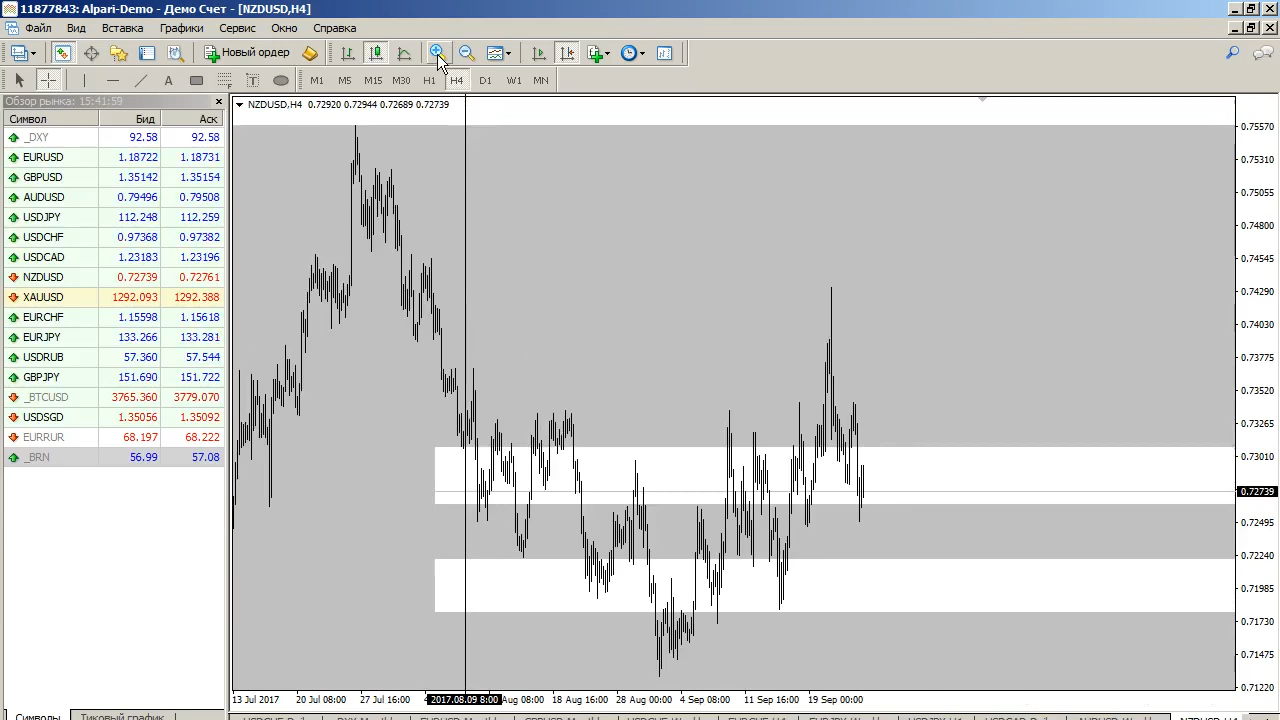 11877843: Alpari-Demo - Демо Счет - [NZDUSD,H4]
Файл Вид Вставка Графики Сервис Окно Справка
Новый ордер
A T M1 M5 M15 M30 H1 H4 D1 W1 MN
Обзор рынка: 15:41:59
Символ Бид Аск
_DXY 92.58 92.58
EURUSD 1.18722 1.18731
GBPUSD 1.35142 1.35154
AUDUSD 0.79496 0.79508
USDJPY 112.248 112.259
USDCHF 0.97368 0.97382
USDCAD 1.23183 1.23196
NZDUSD 0.72739 0.72761
XAUUSD 1292.093 1292.388
EURCHF 1.15598 1.15618
EURJPY 133.266 133.281
USDRUB 57.360 57.544
GBPJPY 151.690 151.722
_BTCUSD 3765.360 3779.070
USDSGD 1.35056 1.35092
EURRUR 68.197 68.222
_BRN 56.99 57.08
Символы Тиковый график
NZDUSD,H4 0.72920 0.72944 0.72689 0.72739
0.75570
0.75310
0.75055
0.74800
0.74545
0.74290
0.74030
0.73775
0.73520
0.73265
0.73010
0.72739
0.72495
0.72240
0.71985
0.71730
0.71475
0.71220
13 Jul 2017 20 Jul 08:00 27 Jul 16:00 2017.08.09 8:00 Aug 08:00 18 Aug 16:00 28 Aug 00:00 4 Sep 08:00 11 Sep 16:00 19 Sep 00:00